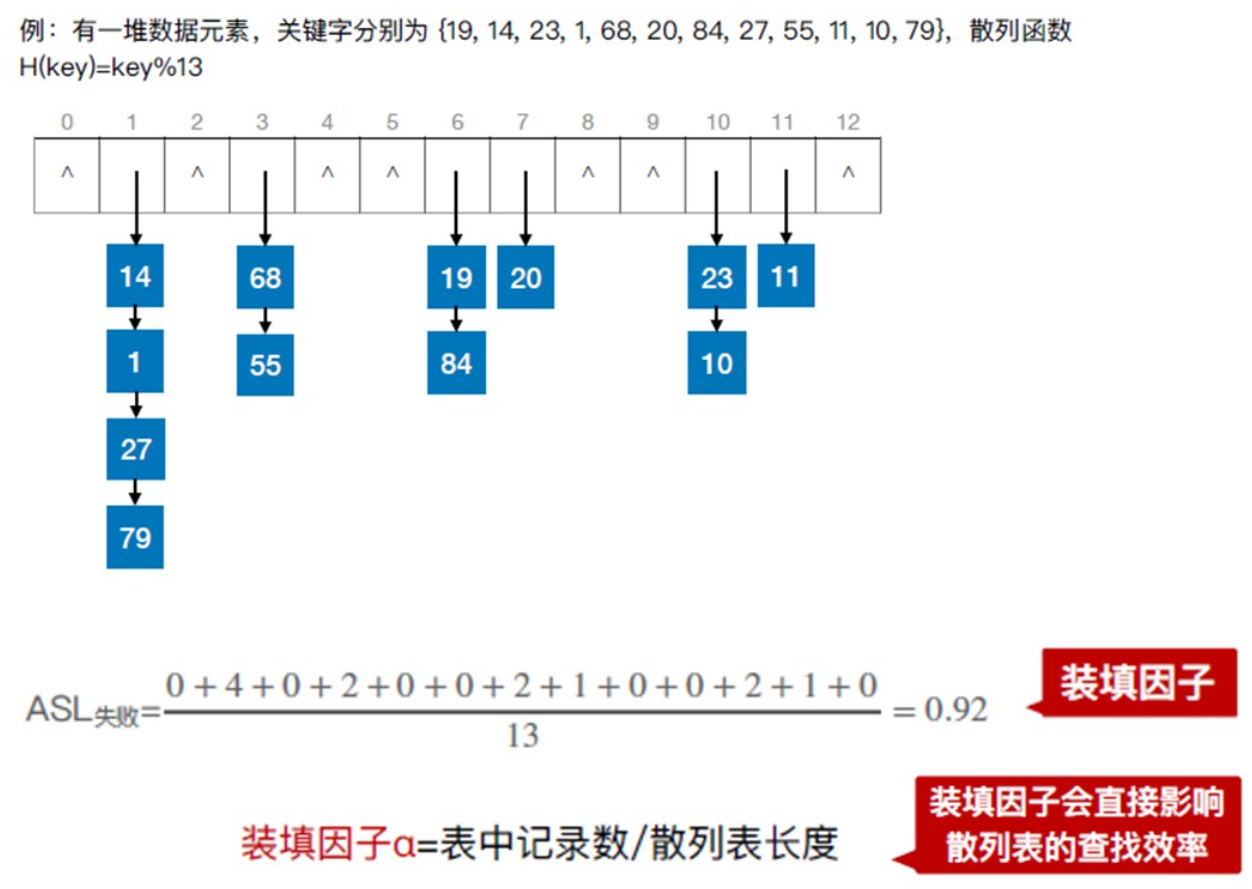 例：有一堆数据元素，关键字分别为 {19, 14, 23, 1, 68, 20, 84, 27, 55, 11, 10, 79}，散列函数
H(key)=key%13
0 1 2 3 4 5 6 7 8 9 10 11 12
^ ^ ^ ^ ^ ^ ^
14 68 19 20 23 11
1 55 84 10
27
79
ASL失败= 0 + 4 + 0 + 2 + 0 + 0 + 2 + 1 + 0 + 0 + 2 + 1 + 0 = 0.92
13
装填因子
装填因子α=表中记录数/散列表长度
装填因子会直接影响
散列表的查找效率